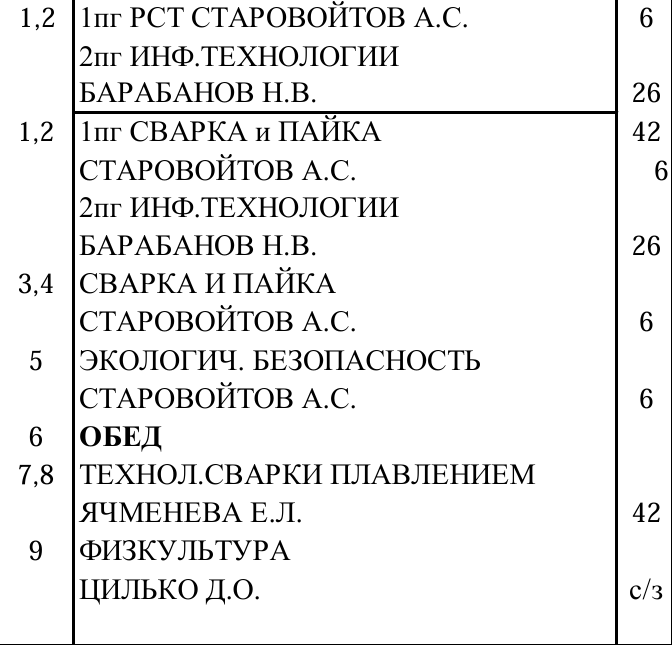 1,2 1пг РСТ СТАРОВОЙТОВ А.С. 6
2пг ИНФ.ТЕХНОЛОГИИ
БАРАБАНОВ Н.В. 26
1,2 1пг СВАРКА и ПАЙКА 42
СТАРОВОЙТОВ А.С. 6
2пг ИНФ.ТЕХНОЛОГИИ
БАРАБАНОВ Н.В. 26
3,4 СВАРКА И ПАЙКА
СТАРОВОЙТОВ А.С. 6
5 ЭКОЛОГИЧ. БЕЗОПАСНОСТЬ
СТАРОВОЙТОВ А.С. 6
6 ОБЕД
7,8 ТЕХНОЛ.СВАРКИ ПЛАВЛЕНИЕМ
ЯЧМЕНЕВА Е.Л. 42
9 ФИЗКУЛЬТУРА
ЦИЛЬКО Д.О. с/з